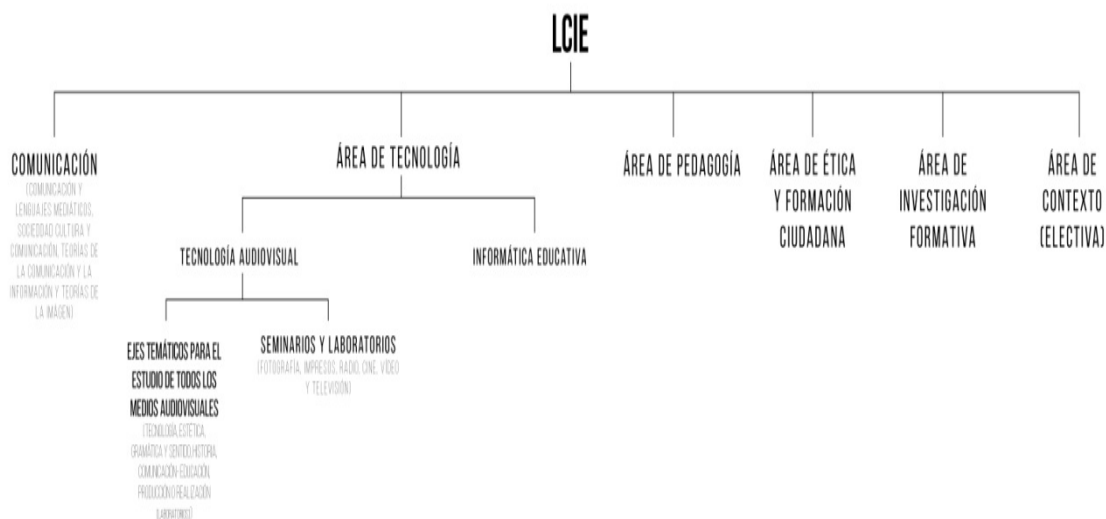 LCIE
COMUNICACIÓN
(COMUNICACIÓN Y
LENGUAJES MEDIÁTICOS,
SOCIEDAD CULTURA Y
COMUNICACIÓN, TEORÍAS DE
LA COMUNICACIÓN Y LA
INFORMACIÓN Y TEORÍAS DE
LA IMÁGEN)
ÁREA DE TECNOLOGÍA
TECNOLOGÍA AUDIOVISUAL
EJES TEMÁTICOS PARA EL
ESTUDIO DE TODOS LOS
MEDIOS AUDIOVISUALES
(TECNOLOGÍA, ESTÉTICA,
GRAMÁTICA Y SENTIDO, HISTORIA,
COMUNICACIÓN-EDUCACIÓN,
PRODUCCIÓN O REALIZACIÓN
(LABORATORIOS))
SEMINARIOS Y LABORATORIOS
(FOTOGRAFÍA, IMPRESOS, RADIO, CINE, VIDEO
Y TELEVISIÓN)
INFORMÁTICA EDUCATIVA
ÁREA DE PEDAGOGÍA
ÁREA DE ÉTICA
Y FORMACIÓN
CIUDADANA
ÁREA DE
INVESTIGACIÓN
FORMATIVA
ÁREA DE
CONTEXTO
(ELECTIVA)